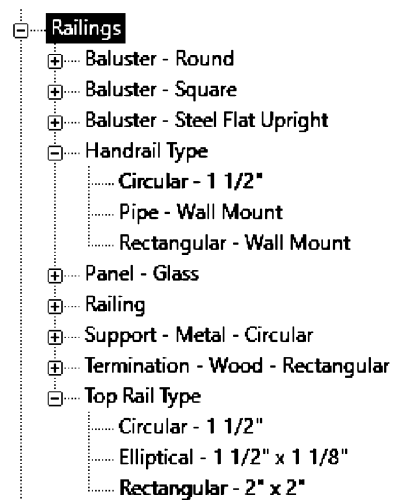 Railings
Baluster - Round
Baluster - Square
Baluster - Steel Flat Upright
Handrail Type
Circular - 1 1/2"
Pipe - Wall Mount
Rectangular - Wall Mount
Panel - Glass
Railing
Support - Metal - Circular
Termination - Wood - Rectangular
Top Rail Type
Circular - 1 1/2"
Elliptical - 1 1/2" x 1 1/8"
Rectangular - 2" x 2"